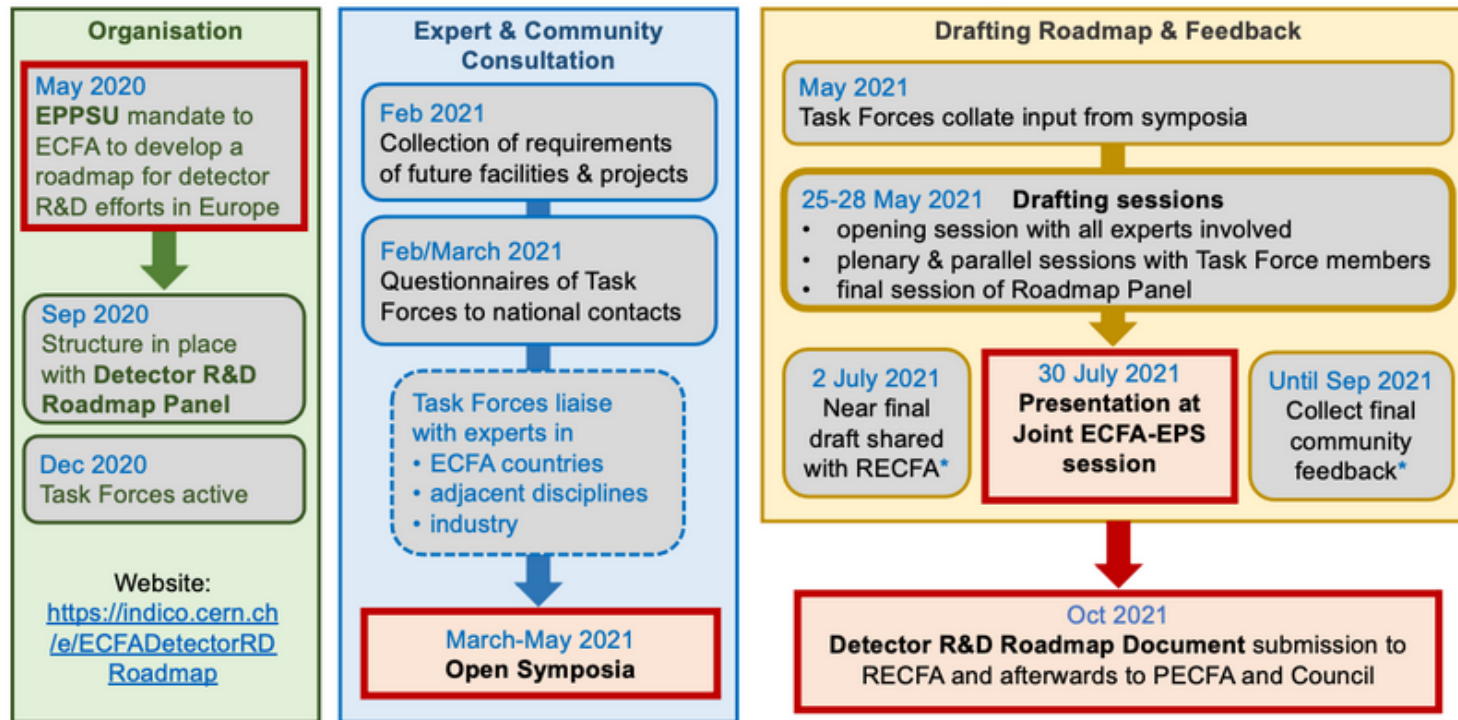 Organisation
May 2020
EPPSU mandate to
ECFA to develop a
roadmap for detector
R&D efforts in Europe
Sep 2020
Structure in place
with Detector R&D
Roadmap Panel
Dec 2020
Task Forces active
Website:
https://indico.cern.ch
/e/ECFADetectorRD
Roadmap
Expert & Community
Consultation
Feb 2021
Collection of requirements
of future facilities & projects
Feb/March 2021
Questionnaires of Task
Forces to national contacts
Task Forces liaise
with experts in
• ECFA countries
• adjacent disciplines
• industry
March-May 2021
Open Symposia
Drafting Roadmap & Feedback
May 2021
Task Forces collate input from symposia
25-28 May 2021 Drafting sessions
• opening session with all experts involved
• plenary & parallel sessions with Task Force members
• final session of Roadmap Panel
2 July 2021
Near final
draft shared
with RECFA*
30 July 2021
Presentation at
Joint ECFA-EPS
session
Until Sep 2021
Collect final
community
feedback*
Oct 2021
Detector R&D Roadmap Document submission to
RECFA and afterwards to PECFA and Council